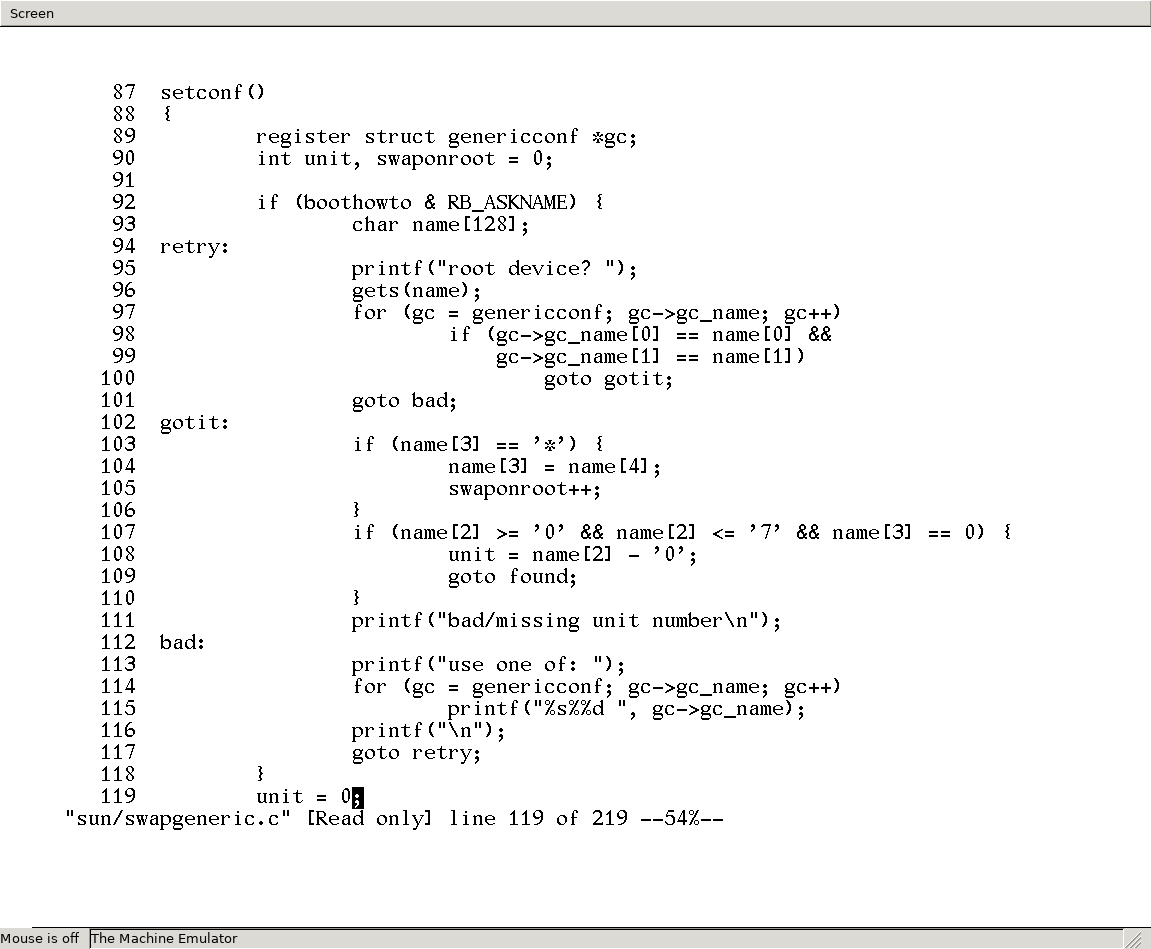 Screen
87 setconf()
88 {
89 register struct genericconf *gc;
90 int unit, swaponroot = 0;
91
92 if (boothowto & RB_ASKNAME) {
93 char name[128];
94 retry:
95 printf("root device? ");
96 gets(name);
97 for (gc = genericconf; gc->gc_name; gc++)
98 if (gc->gc_name[0] == name[0] &&
99 gc->gc_name[1] == name[1])
100 goto gotit;
101 goto bad;
102 gotit:
103 if (name[3] == '*') {
104 name[3] = name[4];
105 swaponroot++;
106 }
107 if (name[2] >= '0' && name[2] <= '7' && name[3] == 0) {
108 unit = name[2] - '0';
109 goto found;
110 }
111 printf("bad/missing unit number\n");
112 bad:
113 printf("use one of: ");
114 for (gc = genericconf; gc->gc_name; gc++)
115 printf("%s%%d ", gc->gc_name);
116 printf("\n");
117 goto retry;
118 }
119 unit = 0;
"sun/swapgeneric.c" [Read only] line 119 of 219 --54%--
Mouse is off The Machine Emulator